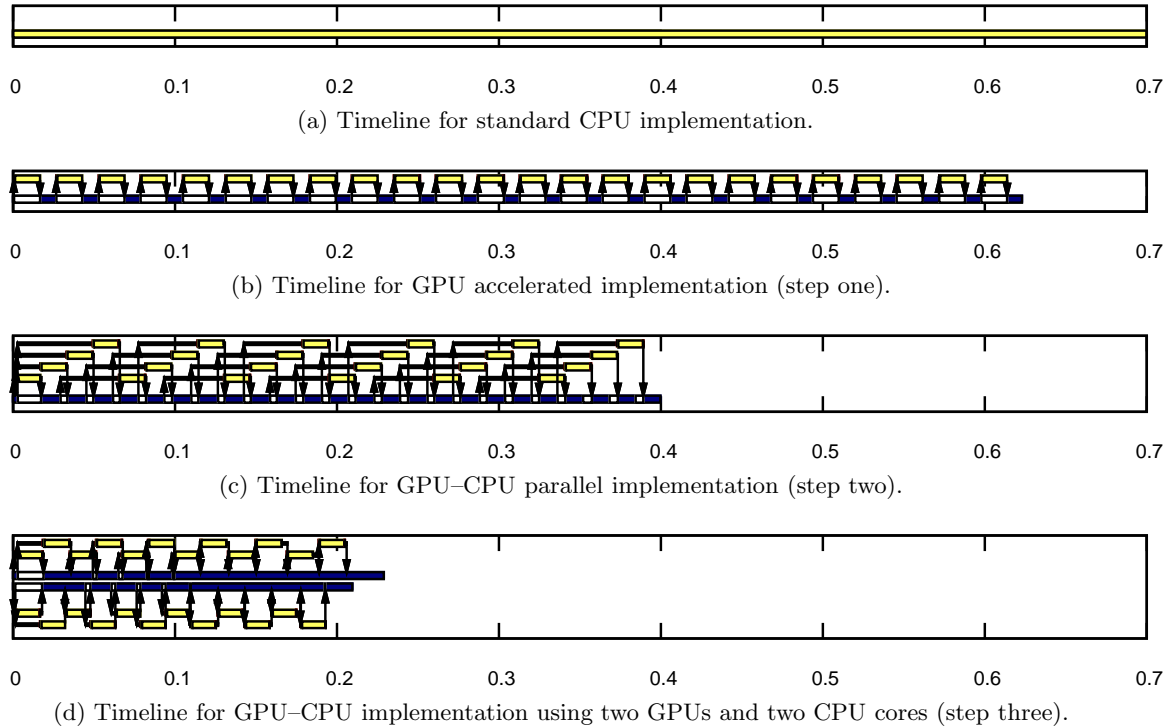 0 0.1 0.2 0.3 0.4 0.5 0.6 0.7
(a) Timeline for standard CPU implementation.
0 0.1 0.2 0.3 0.4 0.5 0.6 0.7
(b) Timeline for GPU accelerated implementation (step one).
0 0.1 0.2 0.3 0.4 0.5 0.6 0.7
(c) Timeline for GPU–CPU parallel implementation (step two).
0 0.1 0.2 0.3 0.4 0.5 0.6 0.7
(d) Timeline for GPU–CPU implementation using two GPUs and two CPU cores (step three).